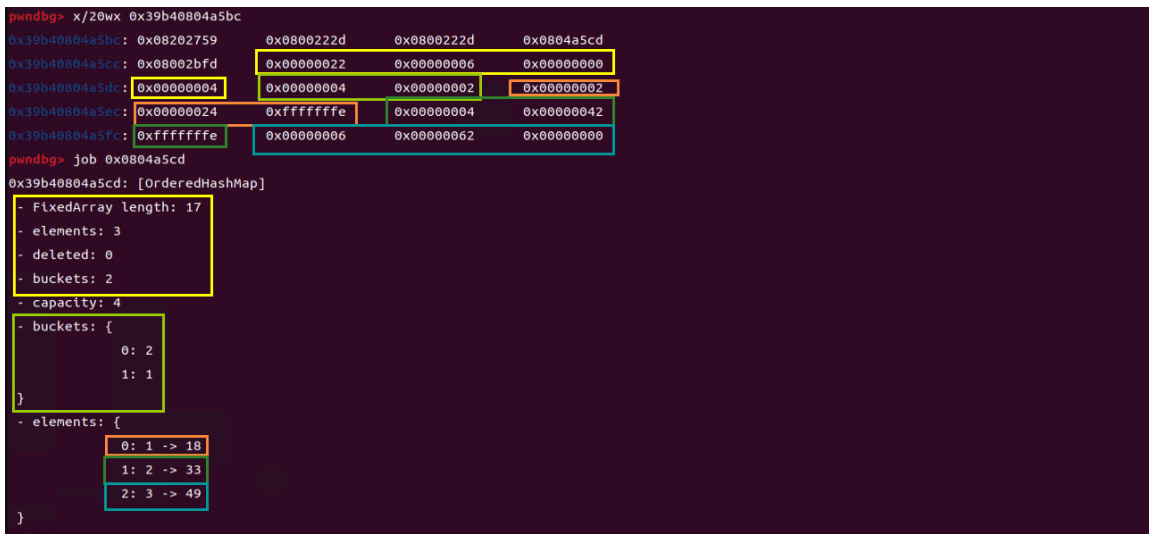 pwndbg> x/20wx 0x39b40804a5bc
0x39b40804a5bc: 0x08202759 0x0800222d 0x0800222d 0x0804a5cd
0x39b40804a5cc: 0x08002bfd 0x00000022 0x00000006 0x00000000
0x39b40804a5dc: 0x00000004 0x00000004 0x00000002 0x00000002
0x39b40804a5ec: 0x00000024 0xfffffffe 0x00000004 0x00000042
0x39b40804a5fc: 0xfffffffe 0x00000006 0x00000062 0x00000000
pwndbg> job 0x0804a5cd
0x39b40804a5cd: [OrderedHashMap]
- FixedArray length: 17
- elements: 3
- deleted: 0
- buckets: 2
- capacity: 4
- buckets: {
0: 2
1: 1
}
- elements: {
0: 1 -> 18
1: 2 -> 33
2: 3 -> 49
}